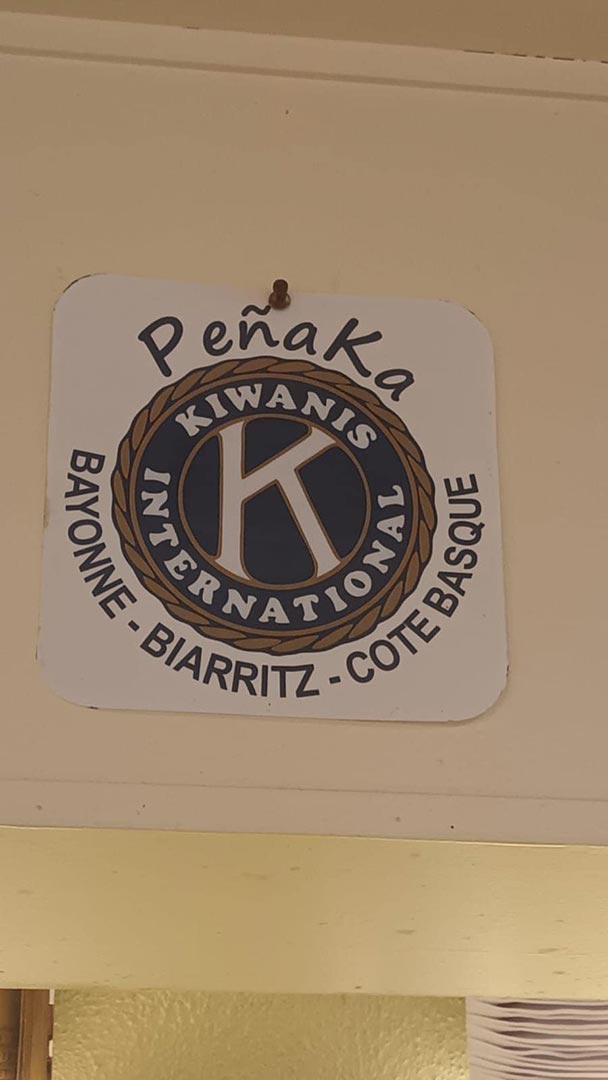 PeñaKa
KIWANIS
K
INTERNATIONAL
BAYONNE - BIARRITZ - COTE BASQUE